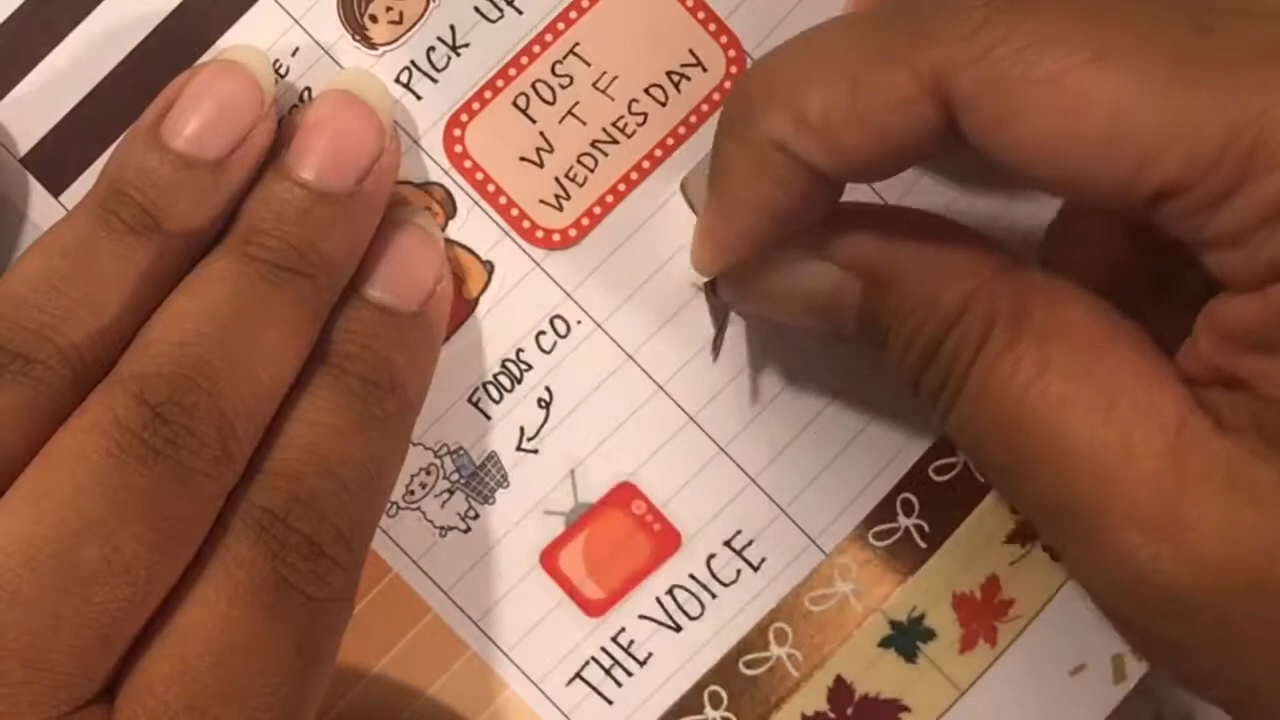 PICK UP
POST
W T F
WEDNESDAY
FOODS CO.
THE VOICE